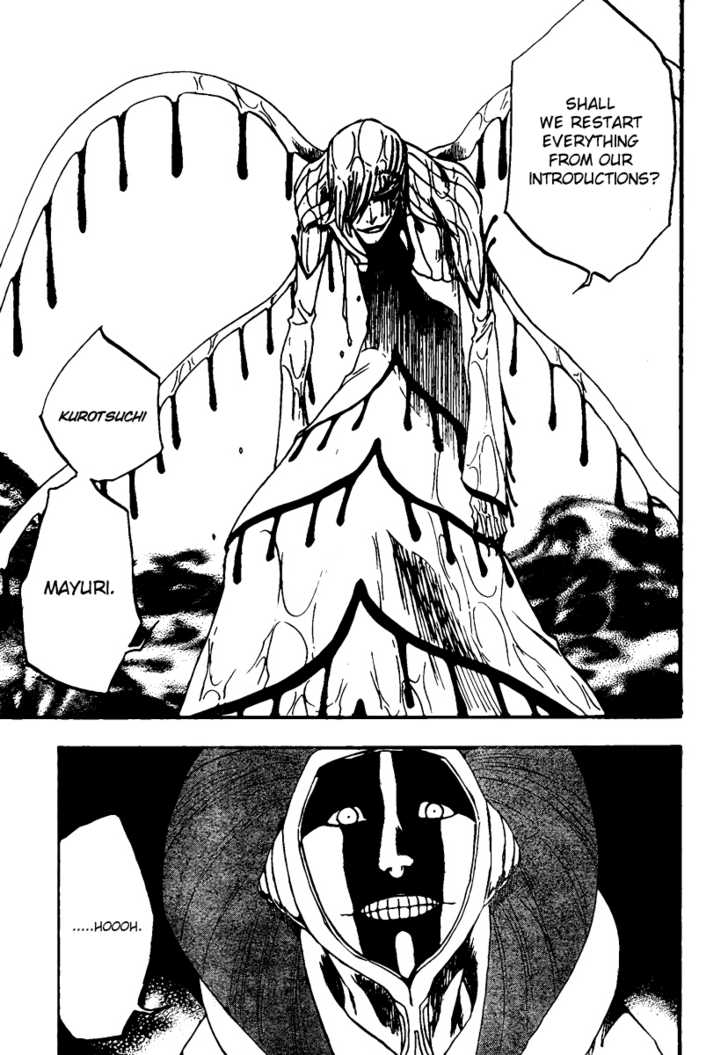 SHALL
WE RESTART
EVERYTHING
FROM OUR
INTRODUCTIONS?
KUROTSUCHI
MAYURI.
.....HOOOH.